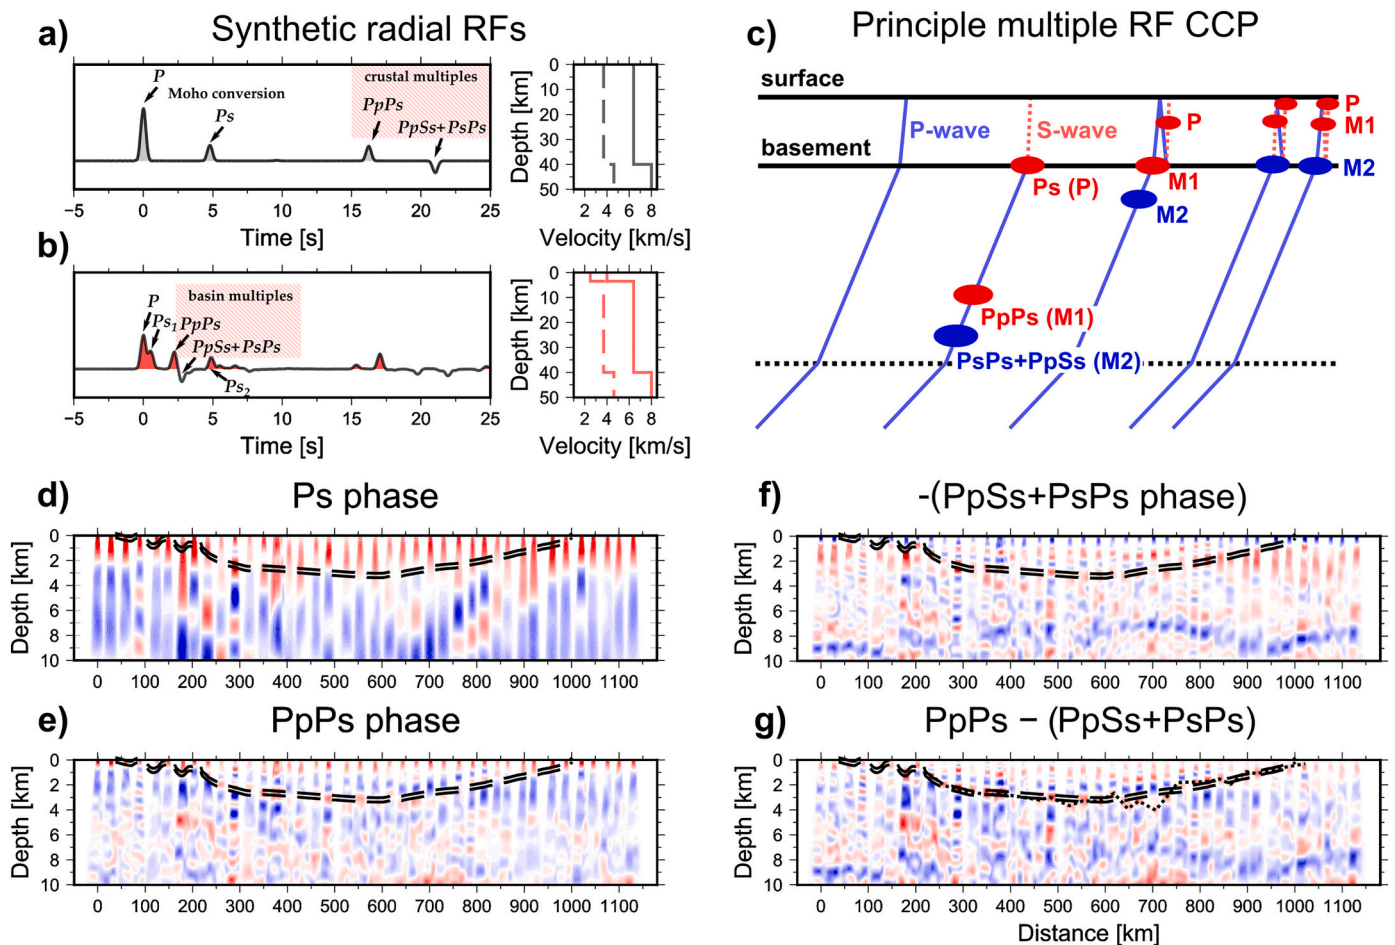 a)
Synthetic radial RFs
P
Moho conversion
Ps
crustal multiples
PpPs
PpSs+PsPs
−5 0 5 10 15 20 25
Time [s]
0
10
20
30
40
50
Depth [km]
2 4 6 8
Velocity [km/s]
b)
P
Ps1 PpPs
basin multiples
PpSs+PsPs
Ps2
−5 0 5 10 15 20 25
Time [s]
0
10
20
30
40
50
Depth [km]
2 4 6 8
Velocity [km/s]
c)
Principle multiple RF CCP
surface
P-wave
S-wave
basement
Ps (P)
P
M1
M2
P
M1
M2
PpPs (M1)
PsPs+PpSs (M2)
d)
Ps phase
0
2
4
6
8
10
Depth [km]
0 100 200 300 400 500 600 700 800 900 1000 1100
e)
PpPs phase
0
2
4
6
8
10
Depth [km]
0 100 200 300 400 500 600 700 800 900 1000 1100
f)
-(PpSs+PsPs phase)
0
2
4
6
8
10
Depth [km]
0 100 200 300 400 500 600 700 800 900 1000 1100
g)
PpPs − (PpSs+PsPs)
0
2
4
6
8
10
Depth [km]
0 100 200 300 400 500 600 700 800 900 1000 1100
Distance [km]